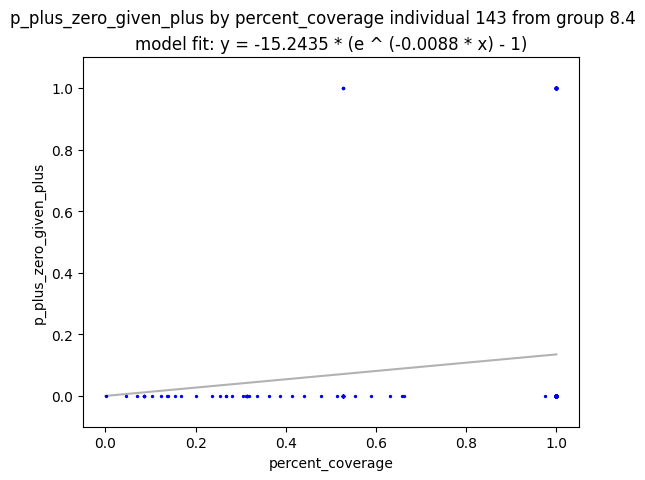 p_plus_zero_given_plus by percent_coverage individual 143 from group 8.4
model fit: y = -15.2435 * (e ^ (-0.0088 * x) - 1)
1.0
0.8
0.6
0.4
0.2
0.0
p_plus_zero_given_plus
0.0 0.2 0.4 0.6 0.8 1.0
percent_coverage